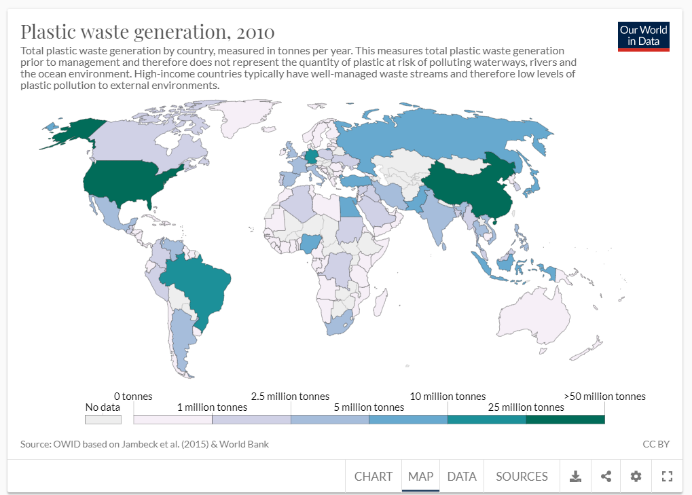 Plastic waste generation, 2010
Our World
in Data
Total plastic waste generation by country, measured in tonnes per year. This measures total plastic waste generation
prior to management and therefore does not represent the quantity of plastic at risk of polluting waterways, rivers and
the ocean environment. High-income countries typically have well-managed waste streams and therefore low levels of
plastic pollution to external environments.
0 tonnes 2.5 million tonnes 10 million tonnes >50 million tonnes
No data 1 million tonnes 5 million tonnes 25 million tonnes
Source: OWID based on Jambeck et al. (2015) & World Bank CC BY
CHART MAP DATA SOURCES